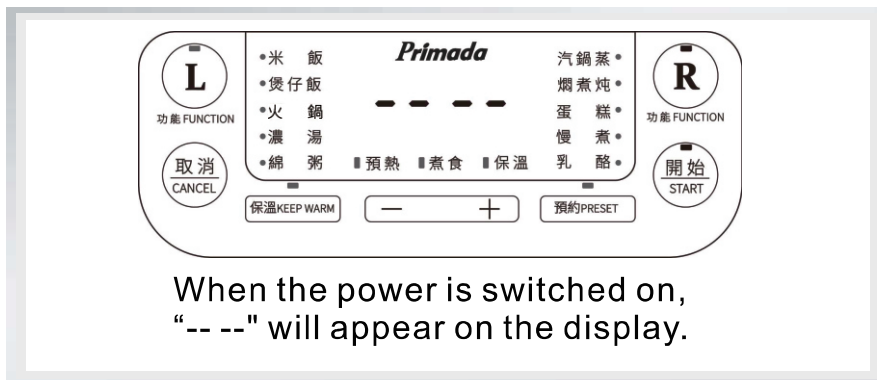 Primada
L
功能 FUNCTION
取消
CANCEL
米 飯
煲仔飯
火 鍋
濃 湯
綿 粥
- - - -
預熱 煮食 保溫
汽鍋蒸
燜煮炖
蛋 糕
慢 煮
乳 酪
R
功能 FUNCTION
開始
START
保溫KEEP WARM
— +
預約PRESET
When the power is switched on,
“-- --" will appear on the display.